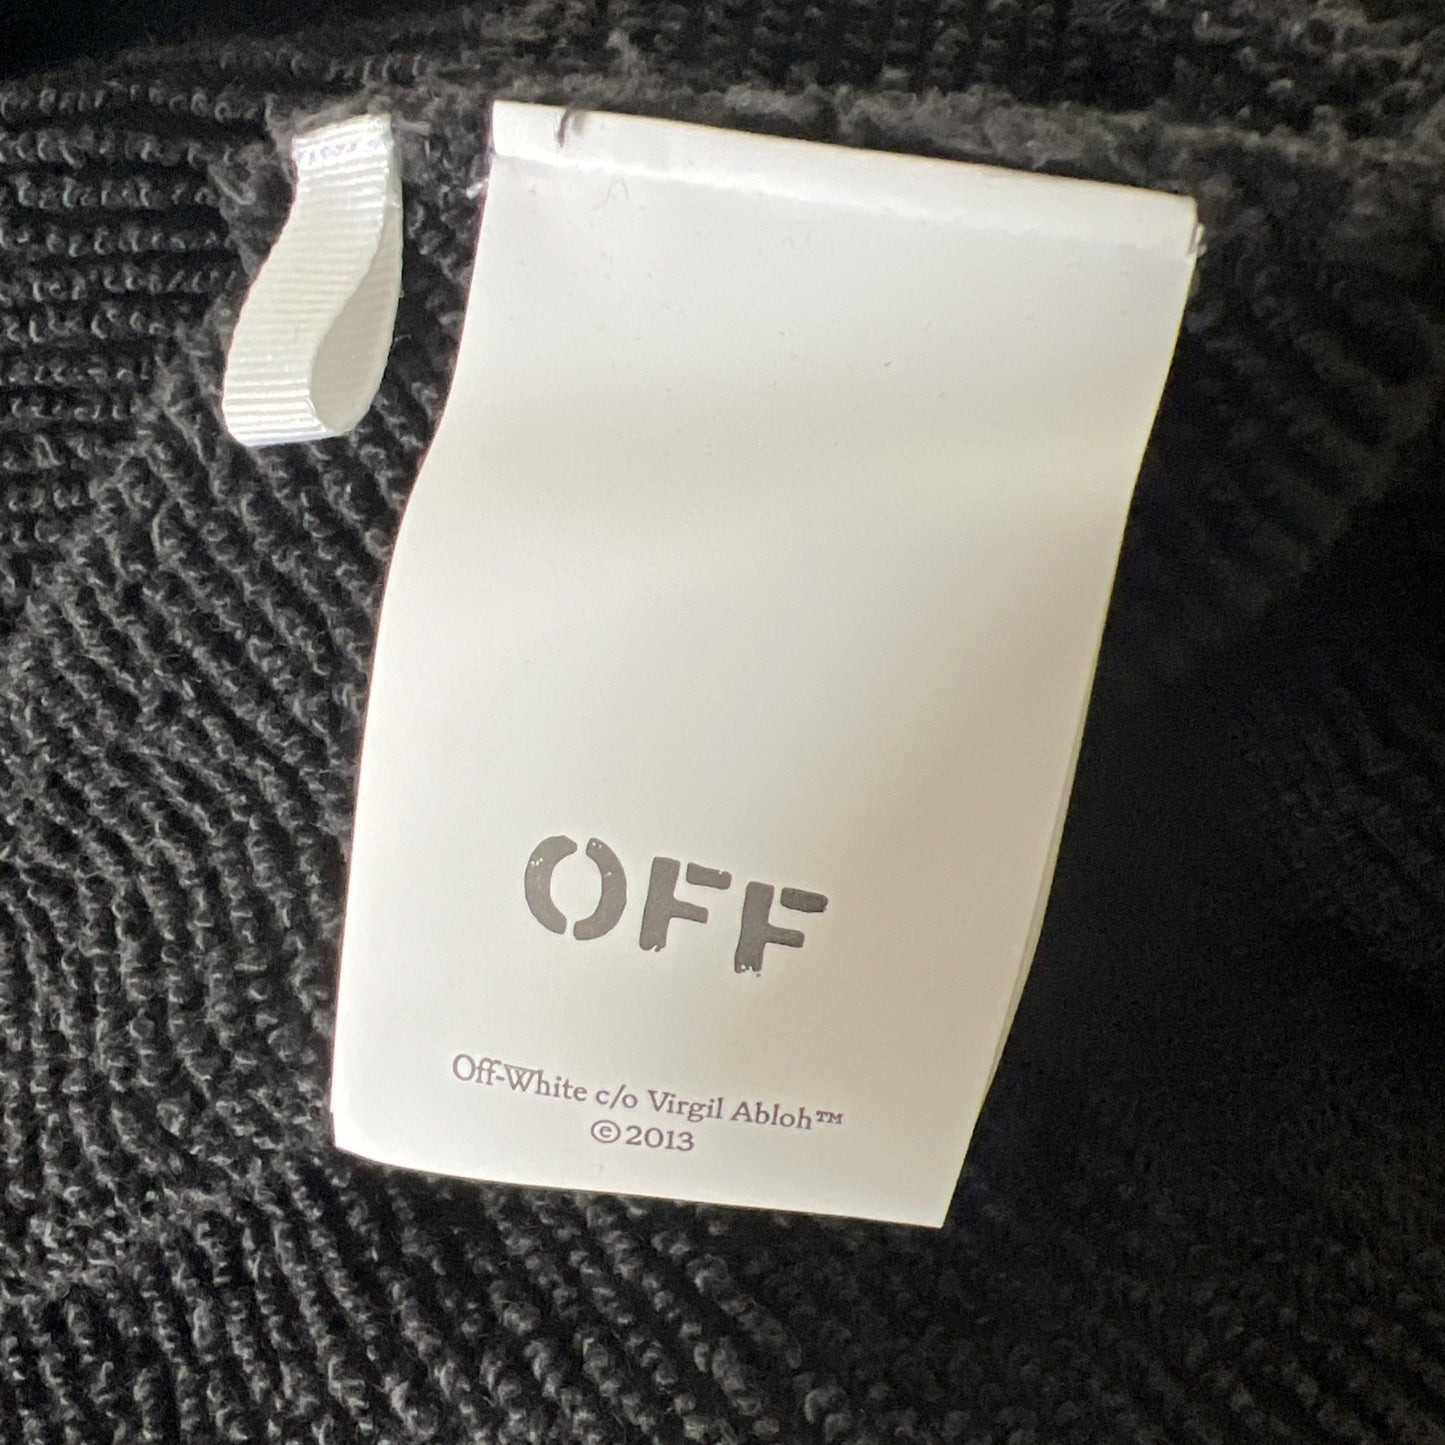 OFF
Off-White c/o Virgil Abloh™
©2013